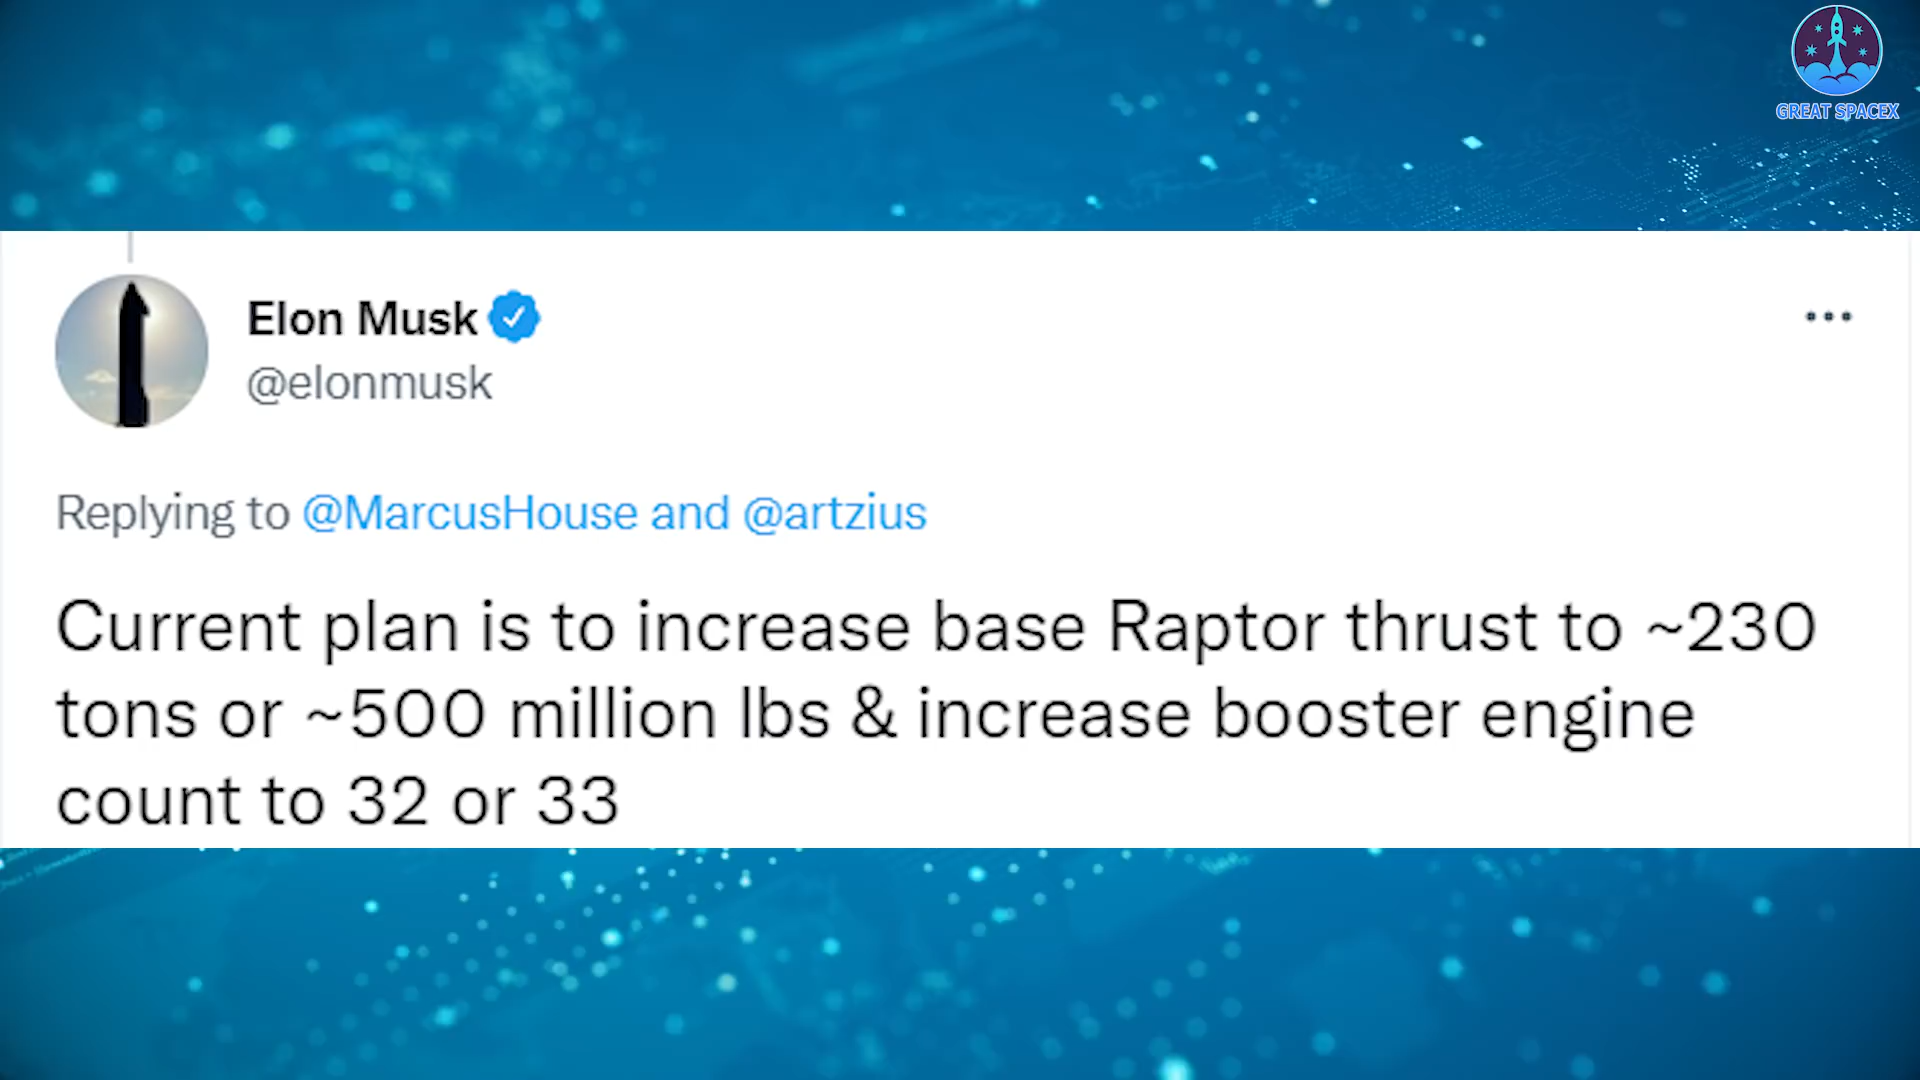 GREAT SPACEX
Elon Musk
@elonmusk
Replying to @MarcusHouse and @artzius
Current plan is to increase base Raptor thrust to ~230
tons or ~500 million lbs & increase booster engine
count to 32 or 33